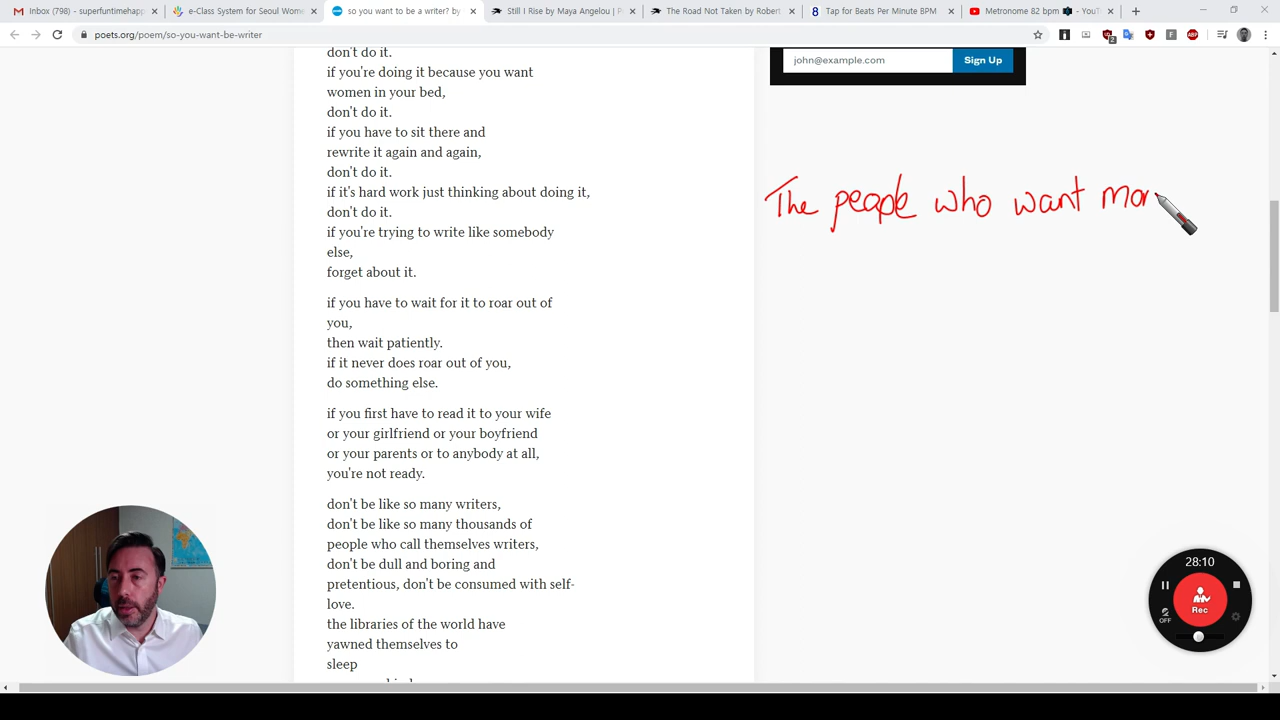 Inbox (798) - superfuntimehapp
e-Class System for Seoul Wome
so you want to be a writer? by
Still I Rise by Maya Angelou | P
The Road Not Taken by Robert
8 Tap for Beats Per Minute BPM
Metronome 82 bpm - YouT
poets.org/poem/so-you-want-be-writer
2
F
ABP
don't do it.
if you're doing it because you want
women in your bed,
don't do it.
if you have to sit there and
rewrite it again and again,
don't do it.
if it's hard work just thinking about doing it,
don't do it.
if you're trying to write like somebody
else,
forget about it.
if you have to wait for it to roar out of
you,
then wait patiently.
if it never does roar out of you,
do something else.
if you first have to read it to your wife
or your girlfriend or your boyfriend
or your parents or to anybody at all,
you're not ready.
don't be like so many writers,
don't be like so many thousands of
people who call themselves writers,
don't be dull and boring and
pretentious, don't be consumed with self-
love.
the libraries of the world have
yawned themselves to
sleep
john@example.com
Sign Up
The people who want mor
28:10
Rec
OFF